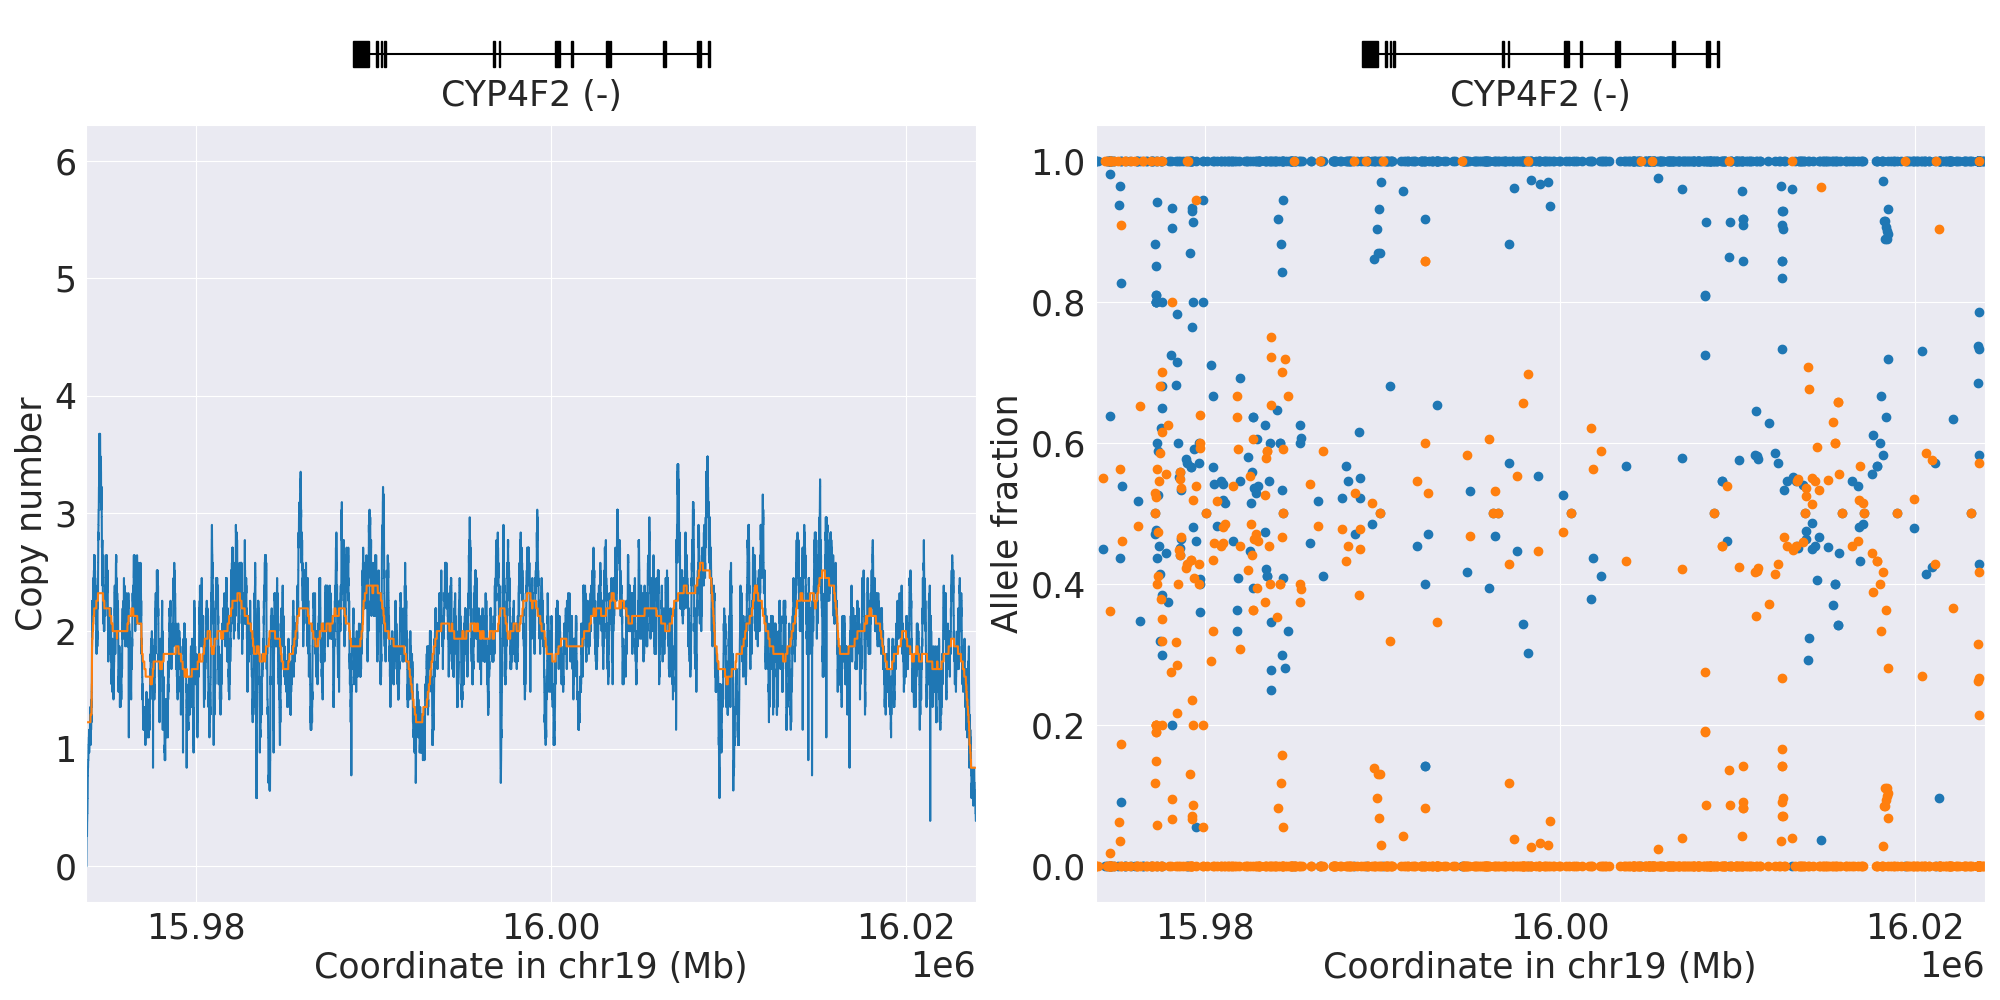 CYP4F2 (-)
Copy number
6
5
4
3
2
1
0
15.98
16.00
16.02
Coordinate in chr19 (Mb)
1e6
CYP4F2 (-)
Allele fraction
1.0
0.8
0.6
0.4
0.2
0.0
15.98
16.00
16.02
Coordinate in chr19 (Mb)
1e6